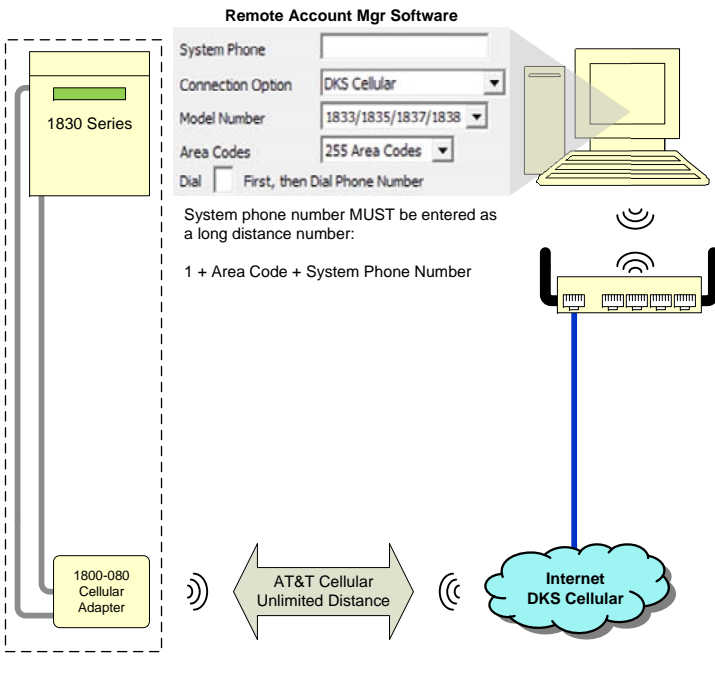 Remote Account Mgr Software
System Phone
Connection Option DKS Cellular
Model Number 1833/1835/1837/1838
Area Codes 255 Area Codes
Dial First, then Dial Phone Number
1830 Series
System phone number MUST be entered as
a long distance number:
1 + Area Code + System Phone Number
1800-080
Cellular
Adapter
AT&T Cellular
Unlimited Distance
Internet
DKS Cellular